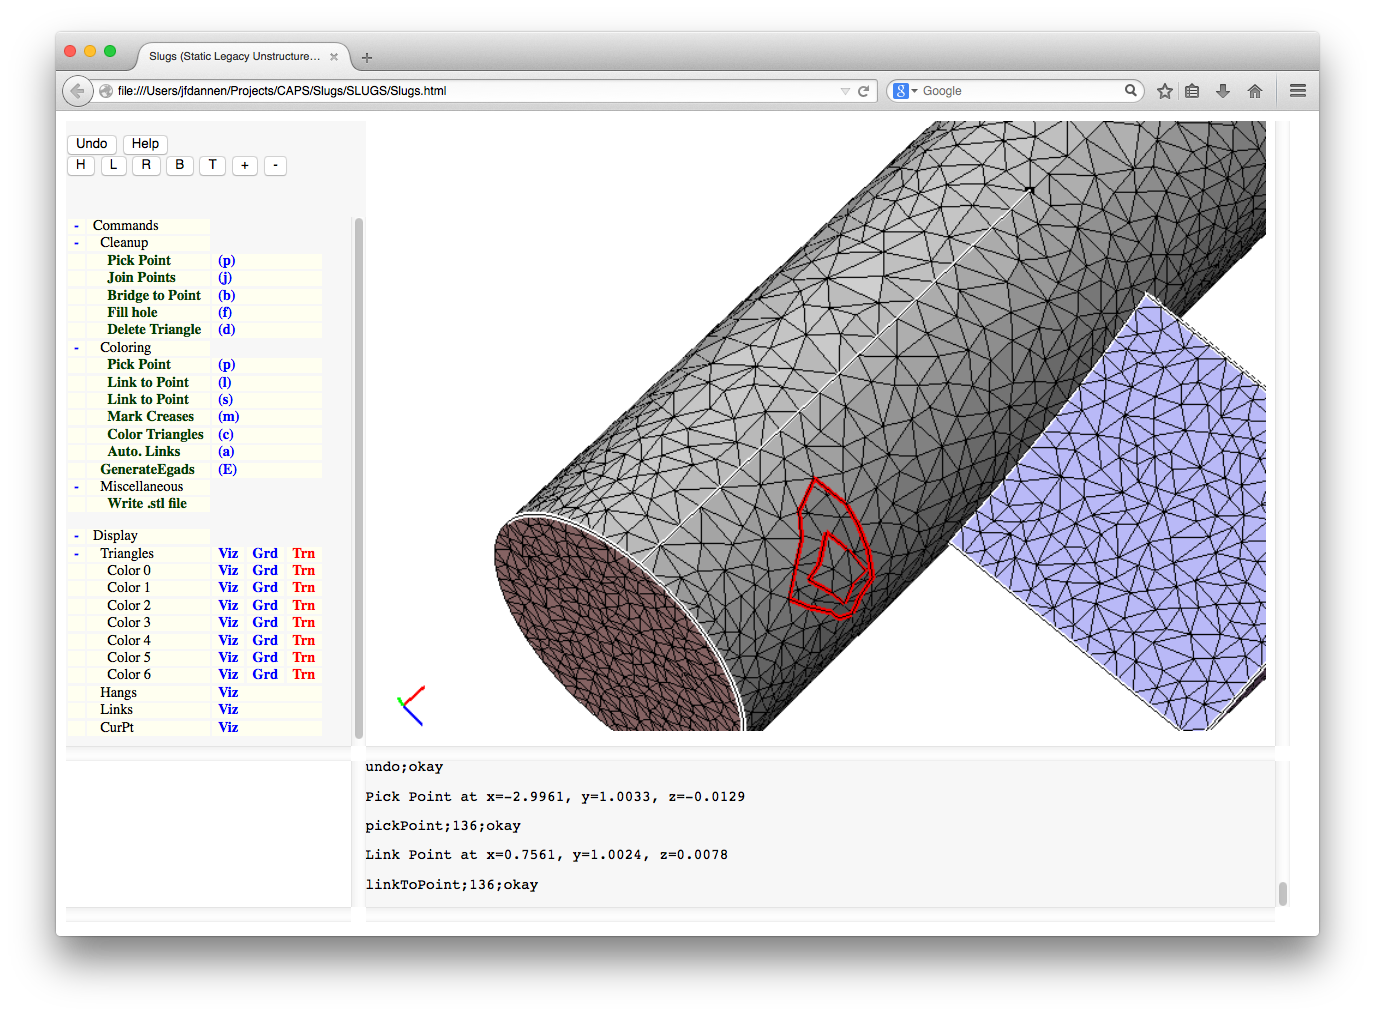 Slugs (Static Legacy Unstructure...
file:///Users/jfdannen/Projects/CAPS/Slugs/SLUGS/Slugs.html
8 Google
Undo Help
H L R B T + -
- Commands
- Cleanup
Pick Point (p)
Join Points (j)
Bridge to Point (b)
Fill hole (f)
Delete Triangle (d)
- Coloring
Pick Point (p)
Link to Point (l)
Link to Point (s)
Mark Creases (m)
Color Triangles (c)
Auto. Links (a)
GenerateEgads (E)
- Miscellaneous
Write .stl file
- Display
- Triangles Viz Grd Trn
Color 0 Viz Grd Trn
Color 1 Viz Grd Trn
Color 2 Viz Grd Trn
Color 3 Viz Grd Trn
Color 4 Viz Grd Trn
Color 5 Viz Grd Trn
Color 6 Viz Grd Trn
Hangs Viz
Links Viz
CurPt Viz
undo;okay
Pick Point at x=-2.9961, y=1.0033, z=-0.0129
pickPoint;136;okay
Link Point at x=0.7561, y=1.0024, z=0.0078
linkToPoint;136;okay